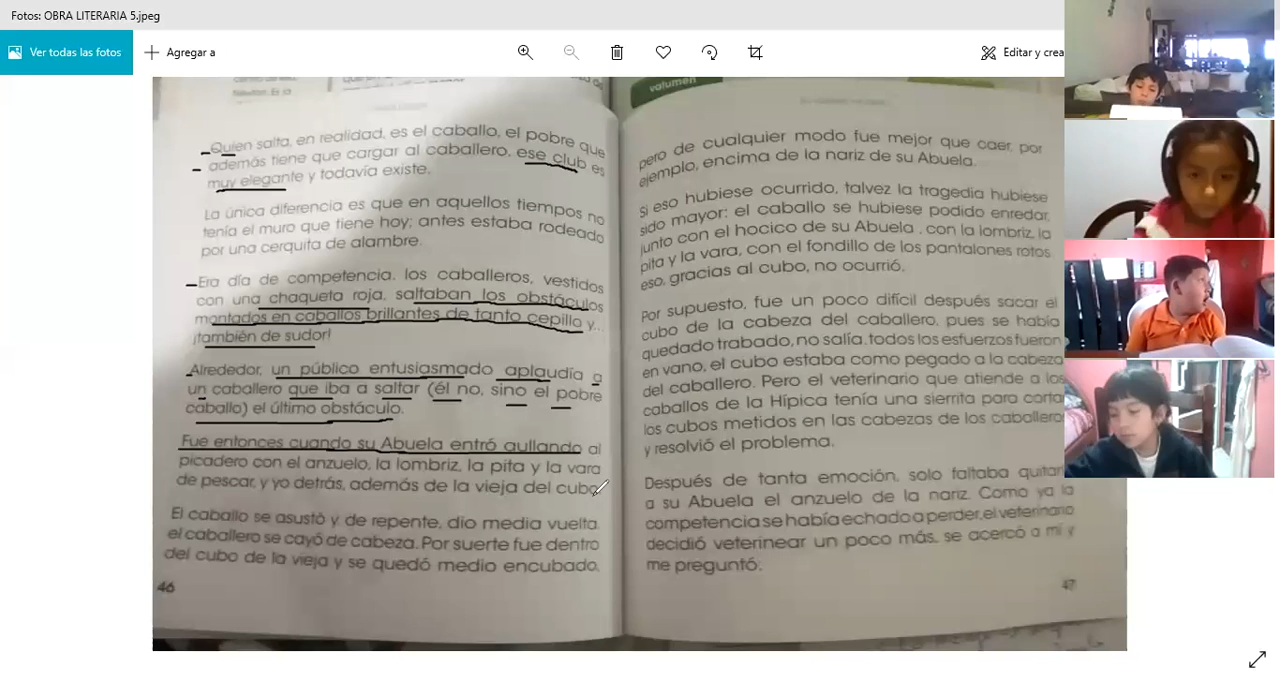 Fotos: OBRA LITERARIA 5.jpeg
Ver todas las fotos
Agregar a
Editar y crea
Quien salta, en realidad, es el caballo, el pobre que
además tiene que cargar al caballero, ese club es
muy elegante y todavía existe.
La única diferencia es que en aquellos tiempos no
tenía el muro que tiene hoy; antes estaba rodeado
por una cerquita de alambre.
Era día de competencia. los caballeros, vestidos
con una chaqueta roja, saltaban los obstáculos
montados en caballos brillantes de tanto cepillo y...
¡también de sudor!
Alrededor, un público entusiasmado aplaudía a
un caballero que iba a saltar (él no, sino el pobre
caballo) el último obstáculo.
Fue entonces cuando su Abuela entró aullando al
picadero con el anzuelo, la lombriz, la pita y la vara
de pescar, y yo detrás, además de la vieja del cubo
El caballo se asustó y, de repente, dio media vuelta.
el caballero se cayó de cabeza. Por suerte fue dentro
del cubo de la vieja y se quedó medio encubado,
46
volumen
pero de cualquier modo fue mejor que caer, por
ejemplo, encima de la nariz de su Abuela.
Si eso hubiese ocurrido, talvez la tragedia hubiese
sido mayor: el caballo se hubiese podido enredar,
junto con el hocico de su Abuela , con la lombriz, la
pita y la vara, con el fondillo de los pantalones rotos
eso, gracias al cubo, no ocurrió.
Por supuesto, fue un poco difícil después sacar el
cubo de la cabeza del caballero, pues se había
quedado trabado, no salía. todos los esfuerzos fueron
en vano, el cubo estaba como pegado a la cabeza
del caballero. Pero el veterinario que atiende a los
caballos de la Hípica tenía una sierrita para corta
los cubos metidos en las cabezas de los caballero
y resolvió el problema.
Después de tanta emoción, solo faltaba quitar
a su Abuela el anzuelo de la nariz. Como ya la
competencia se había echado a perder, el veterinario
decidió veterinear un poco más, se acercó a mí y
me preguntó:
47